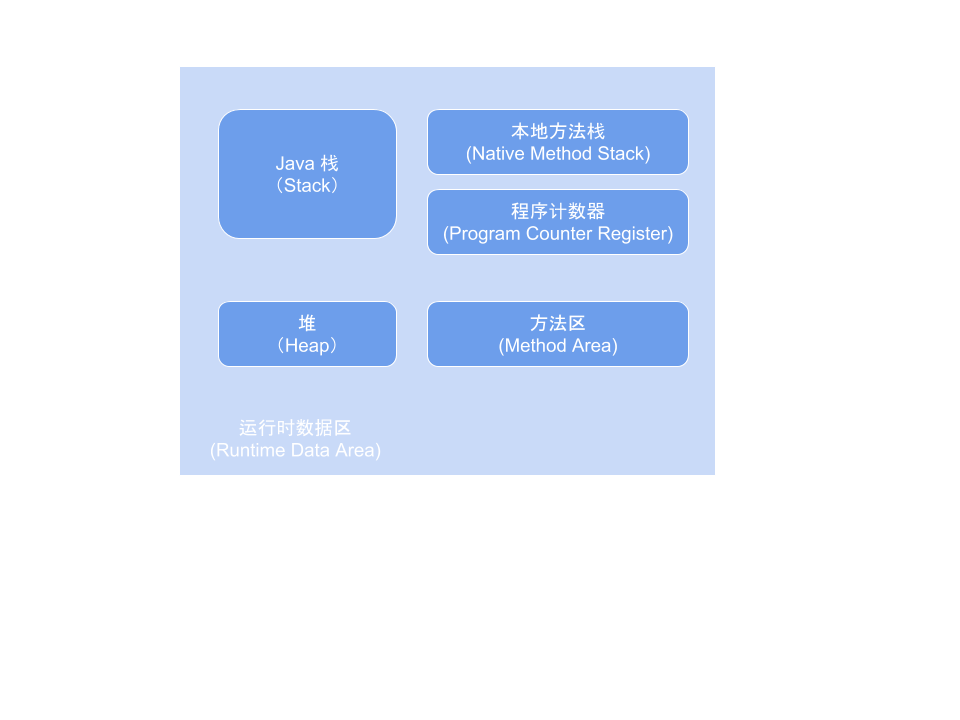 Java 栈
（Stack）
本地方法栈
(Native Method Stack)
程序计数器
(Program Counter Register)
堆
（Heap）
方法区
(Method Area)
运行时数据区
(Runtime Data Area)